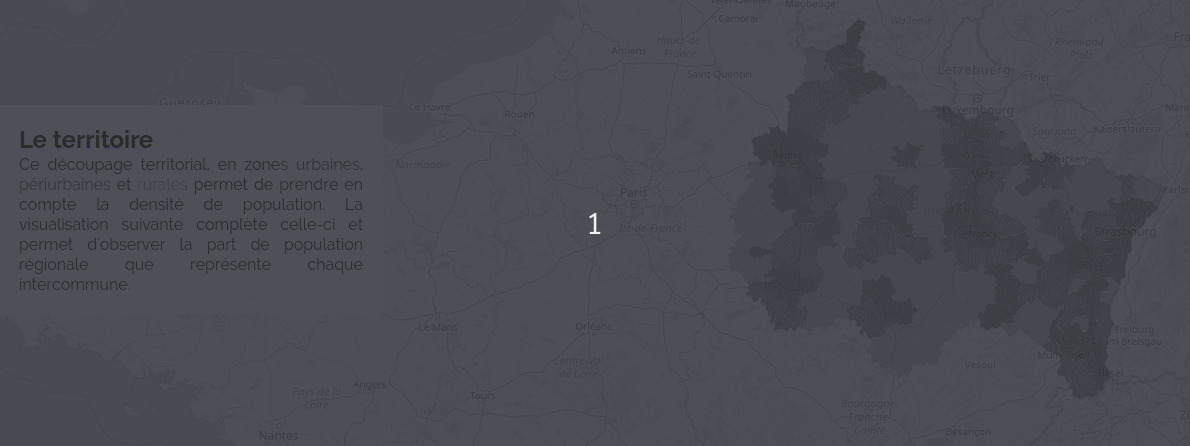 Maubeuge
Cambrai
Wallonie
Amiens
Hauts-de-
France
Rheinland-
Pfalz
Saint-Quentin
Lëtzebuerg
Trier
Guernsey
Le Havre
Rouen
Luxembourg
Saarland
Kaiserslautern
Le territoire
Ce découpage territorial, en zones urbaines,
périurbaines et rurales permet de prendre en
compte la densité de population. La
visualisation suivante complète celle-ci et
permet d'observer la part de population
régionale que représente chaque
intercommune.
Normandie
Reims
Metz
Paris
Île-de-France
1
Nancy
Strasbourg
Le Mans
Orléans
Centre-Val
de Loire
Freiburg
im Breisgau
Vesoul
Basel
Angers
Pays de la
Loire
Tours
Bourgogne-
Franche-
Comté
Nantes
Besançon